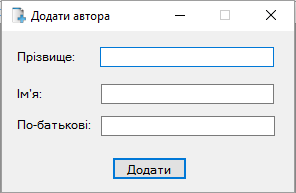 Додати автора
Прізвище:
Ім'я:
По-батькові:
Додати